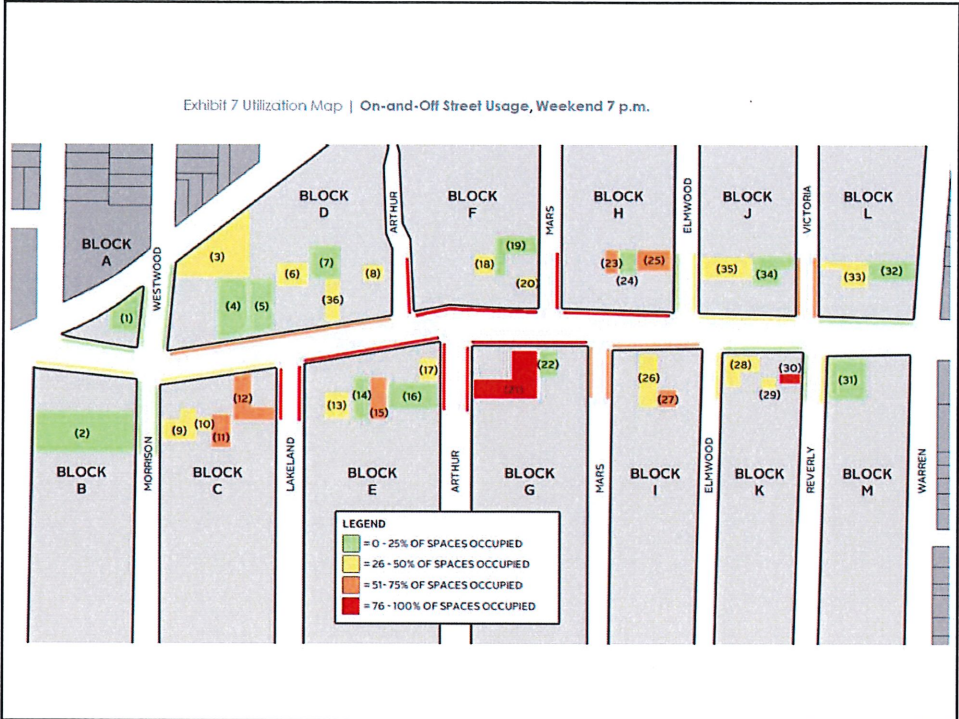 Exhibit 7 Utilization Map | On-and-Off Street Usage, Weekend 7 p.m.
BLOCK
A
WESTWOOD
BLOCK
D
ARTHUR
BLOCK
F
MARS
BLOCK
H
ELMWOOD
BLOCK
J
VICTORIA
BLOCK
L
(1)
(3)
(4)
(5)
(6)
(7)
(36)
(8)
(18)
(19)
(20)
(23)
(24)
(25)
(35)
(34)
(33)
(32)
(2)
BLOCK
B
MORRISON
(9)
(10)
(11)
(12)
BLOCK
C
LAKELAND
(13)
(14)
(15)
(16)
(17)
BLOCK
E
ARTHUR
(22)
BLOCK
G
MARS
(26)
(27)
BLOCK
I
ELMWOOD
(28)
(29)
(30)
BLOCK
K
REVERLY
(31)
BLOCK
M
WARREN
LEGEND
= 0 - 25% OF SPACES OCCUPIED
= 26 - 50% OF SPACES OCCUPIED
= 51- 75% OF SPACES OCCUPIED
= 76 - 100% OF SPACES OCCUPIED